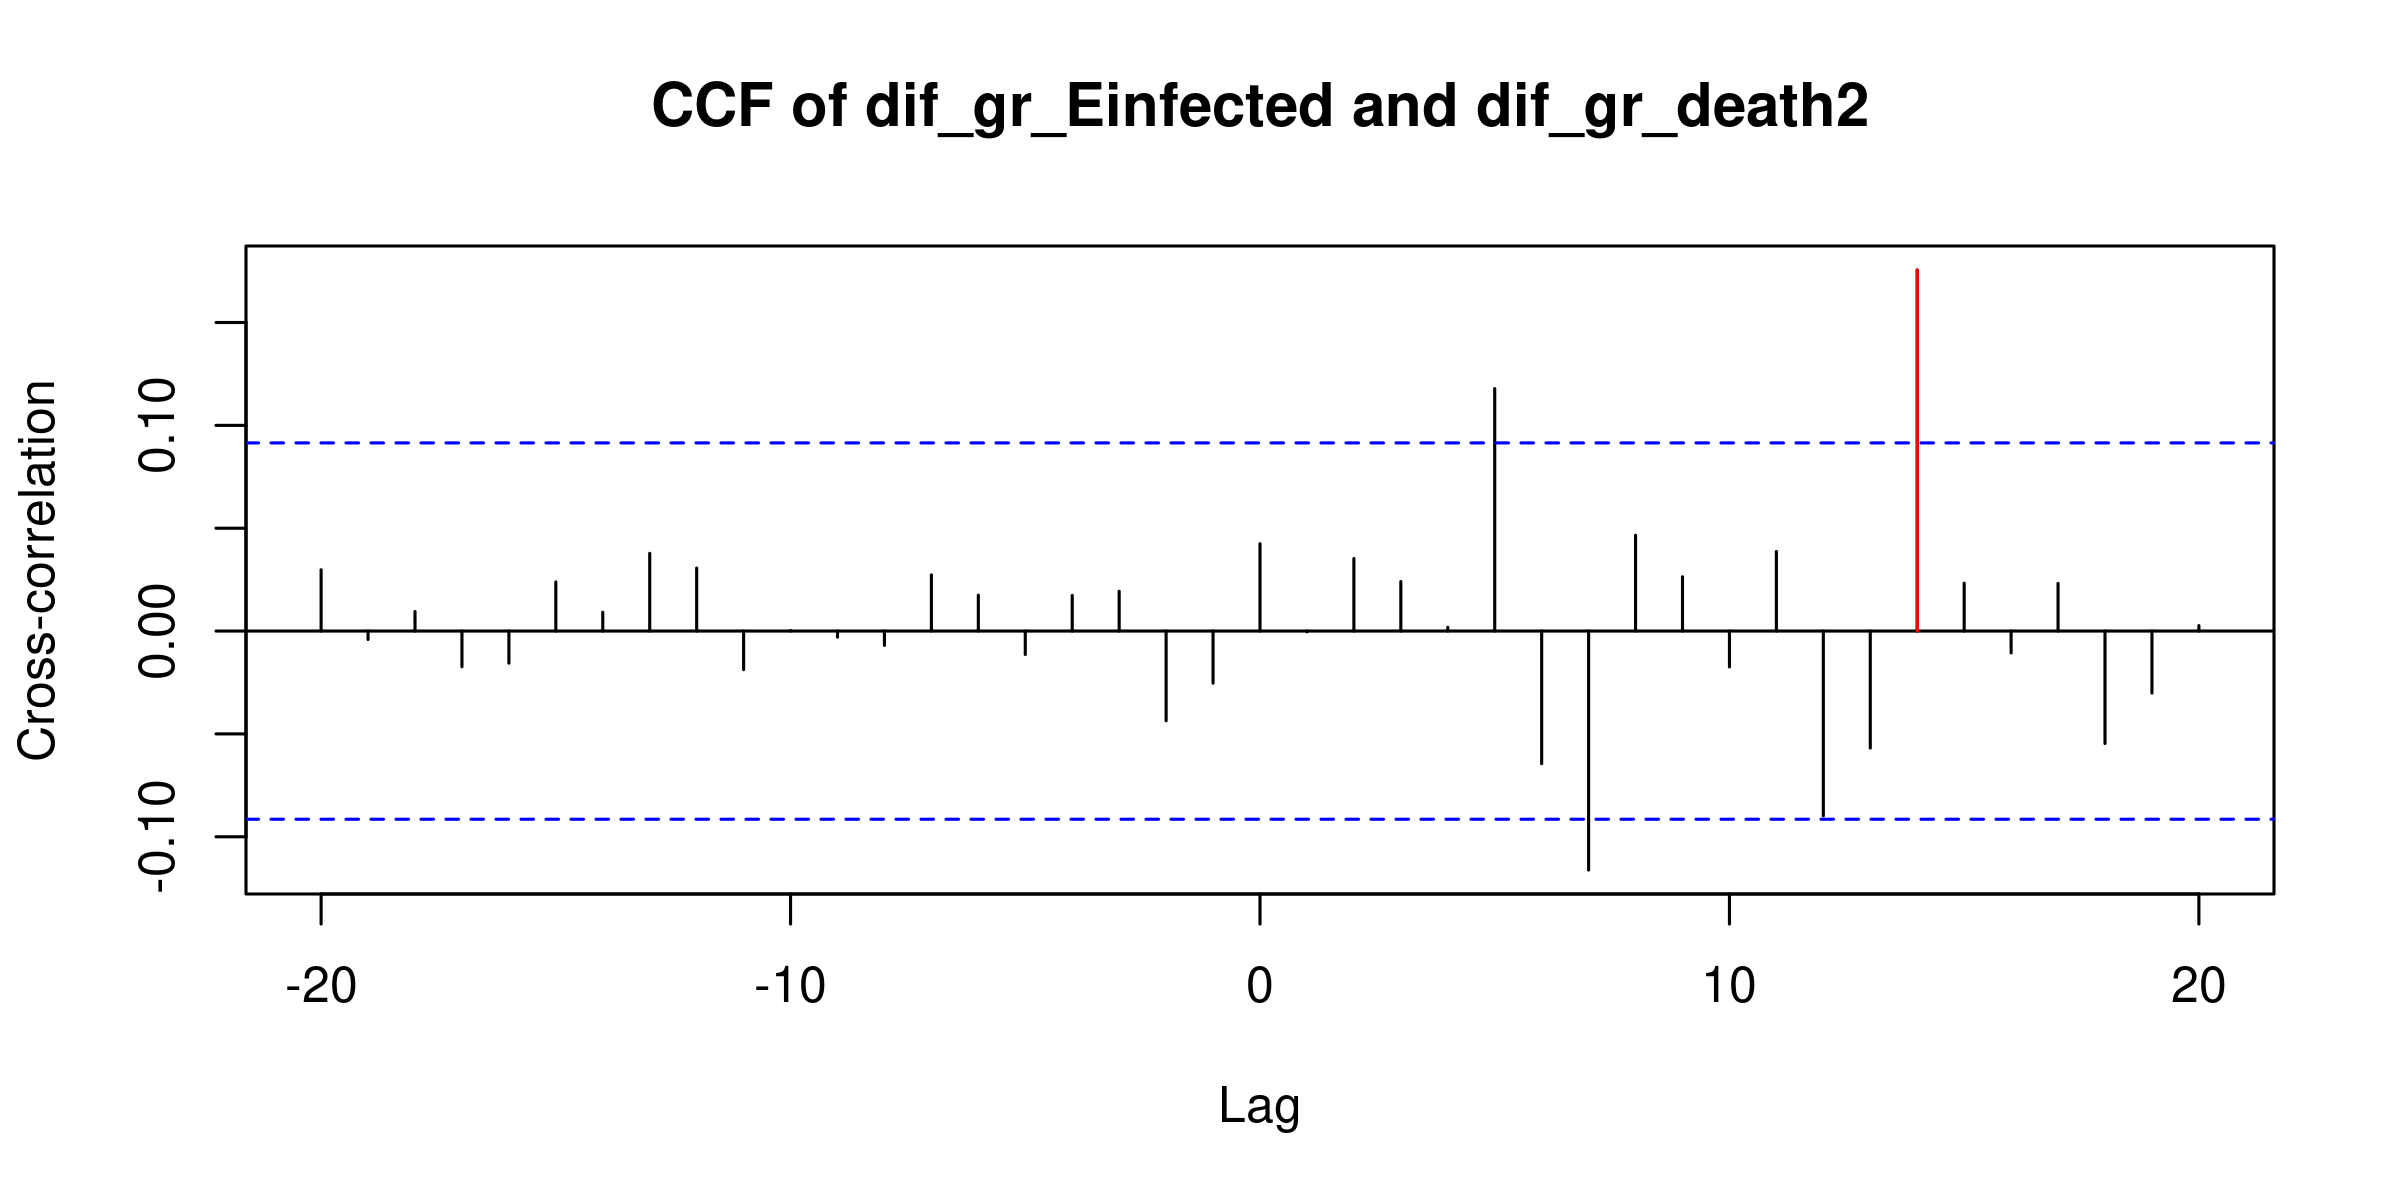 CCF of dif_gr_Einfected and dif_gr_death2
Cross-correlation
0.10
0.00
-0.10
-20 -10 0 10 20
Lag